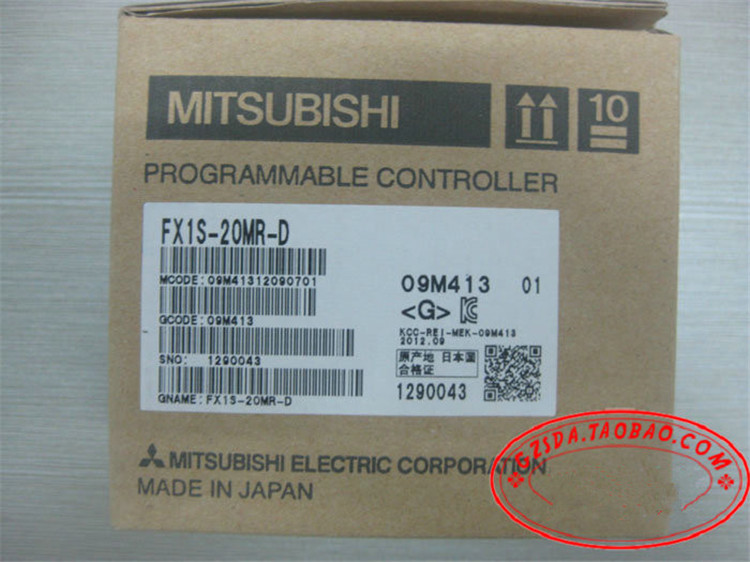 MITSUBISHI
10
PROGRAMMABLE CONTROLLER
FX1S-20MR-D
MCODE: 09M41312090701
GCODE: 09M413
SNO: 1290043
GNAME: FX1S-20MR-D
09M413 01
<G>
KCC-REI-MEK-09M413
2012.09
原产地 日本国
合格证
1290043
MITSUBISHI ELECTRIC CORPORATION
MADE IN JAPAN
GZSDA.TAOBAO.COM